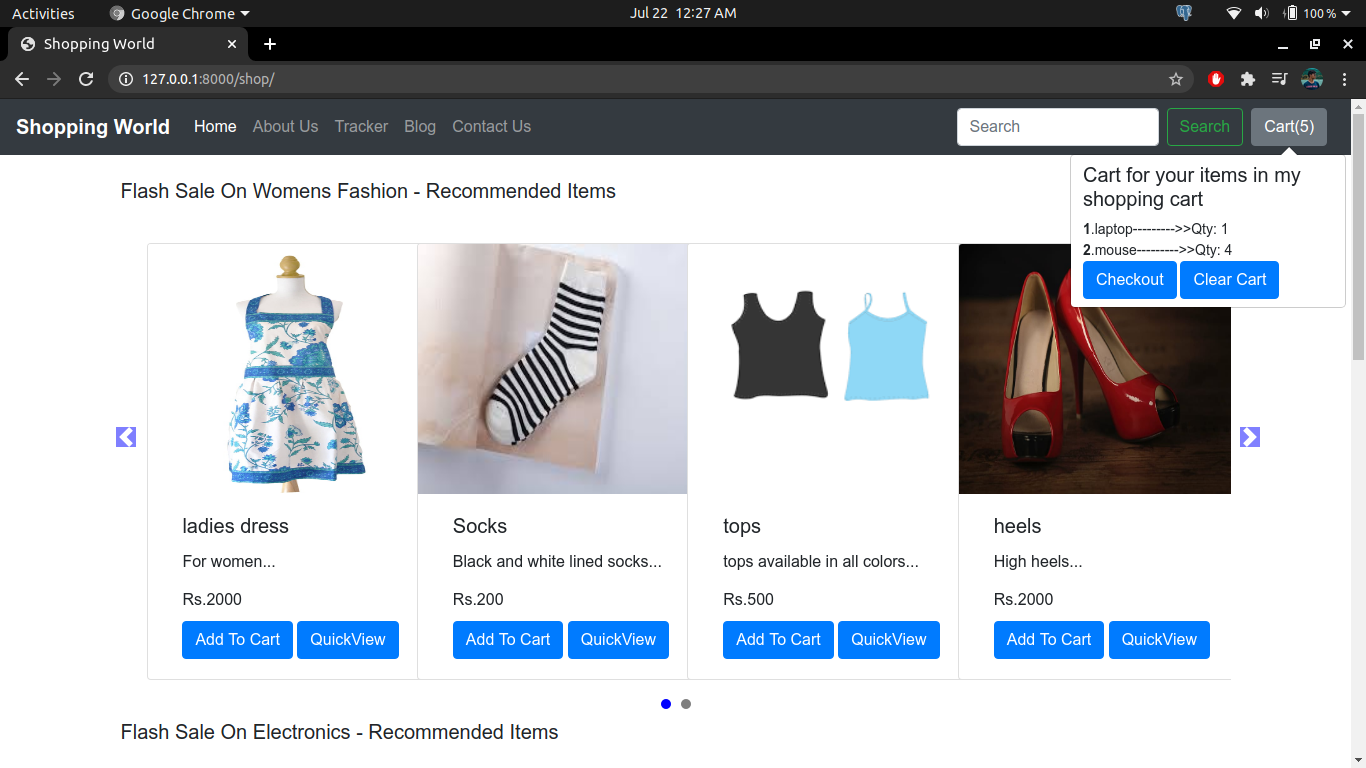 Activities Google Chrome Jul 22 12:27 AM 100 %
Shopping World
127.0.0.1:8000/shop/
Shopping World Home About Us Tracker Blog Contact Us Search Search Cart(5)
Flash Sale On Womens Fashion - Recommended Items
Cart for your items in my
shopping cart
1.laptop--------->>Qty: 1
2.mouse--------->>Qty: 4
Checkout Clear Cart
ladies dress Socks tops heels
For women... Black and white lined socks... tops available in all colors... High heels...
Rs.2000 Rs.200 Rs.500 Rs.2000
Add To Cart QuickView Add To Cart QuickView Add To Cart QuickView Add To Cart QuickView
Flash Sale On Electronics - Recommended Items